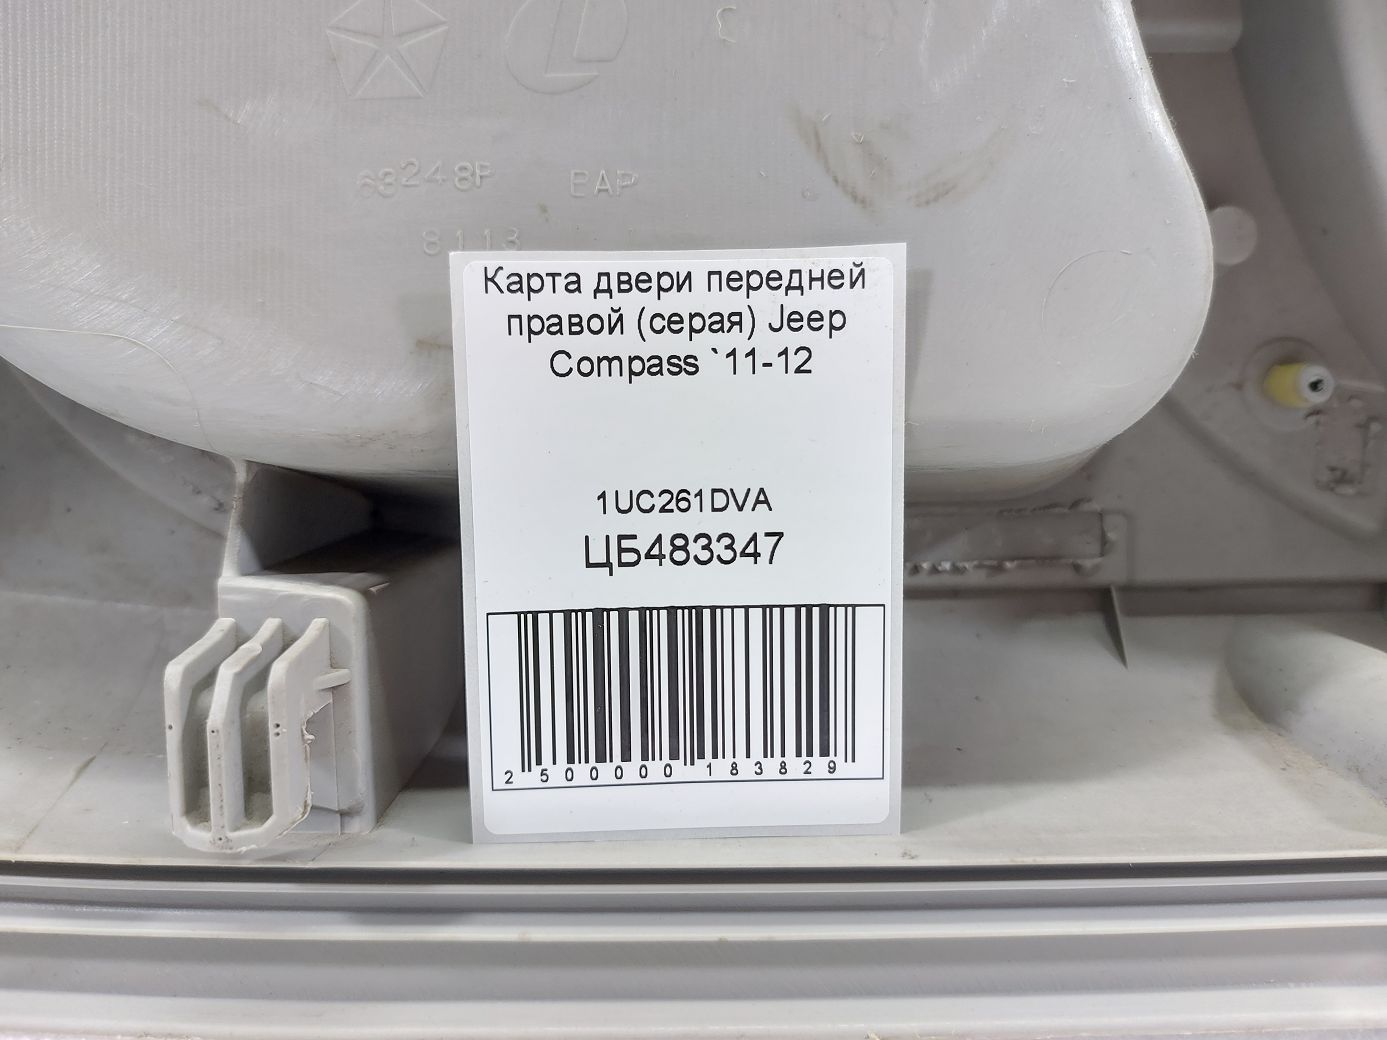 63248P EAP
8113
Карта двери передней
правой (серая) Jeep
Compass `11-12
1UC261DVA
ЦБ483347
2 500000 183829